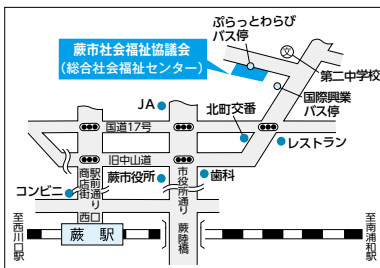 ぷらっとわらび
バス停
蕨市社会福祉協議会
(総合社会福祉センター)
文
第二中学校
国際興業
バス停
JA
北町交番
国道17号
レストラン
旧中山道
蕨市役所
歯科
コンビニ
商店街
駅前通り
西口
市役所通り
蕨陸橋
至西川口駅
蕨駅
至南浦和駅